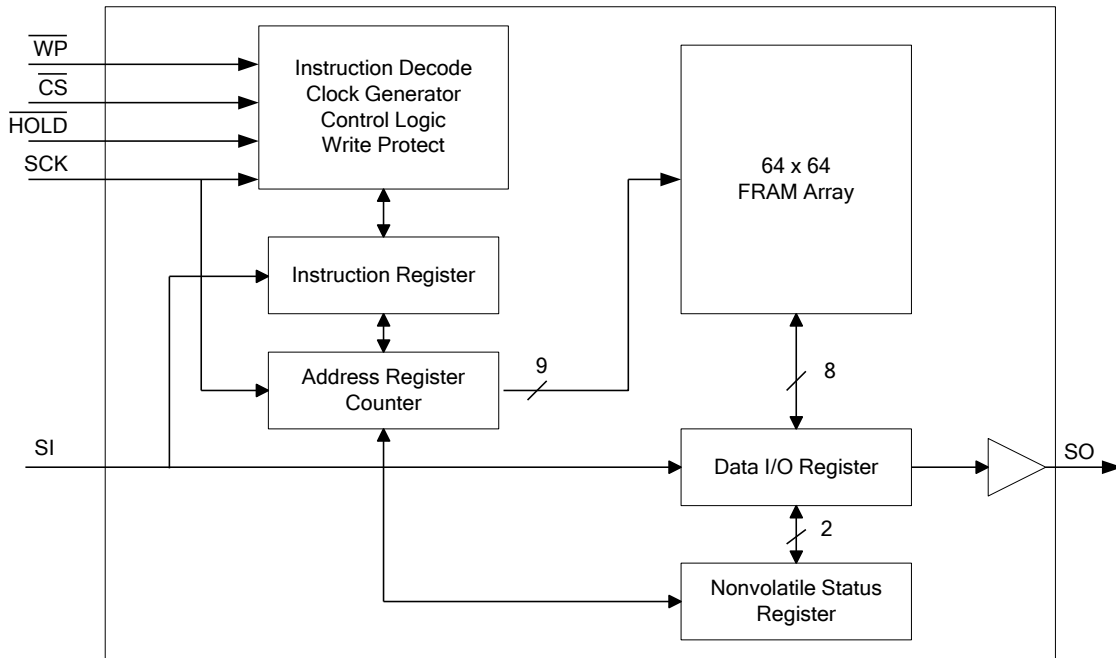 WP
CS
HOLD
SCK
Instruction Decode
Clock Generator
Control Logic
Write Protect
64 x 64
FRAM Array
Instruction Register
Address Register
Counter
9
8
SI
Data I/O Register
SO
2
Nonvolatile Status
Register